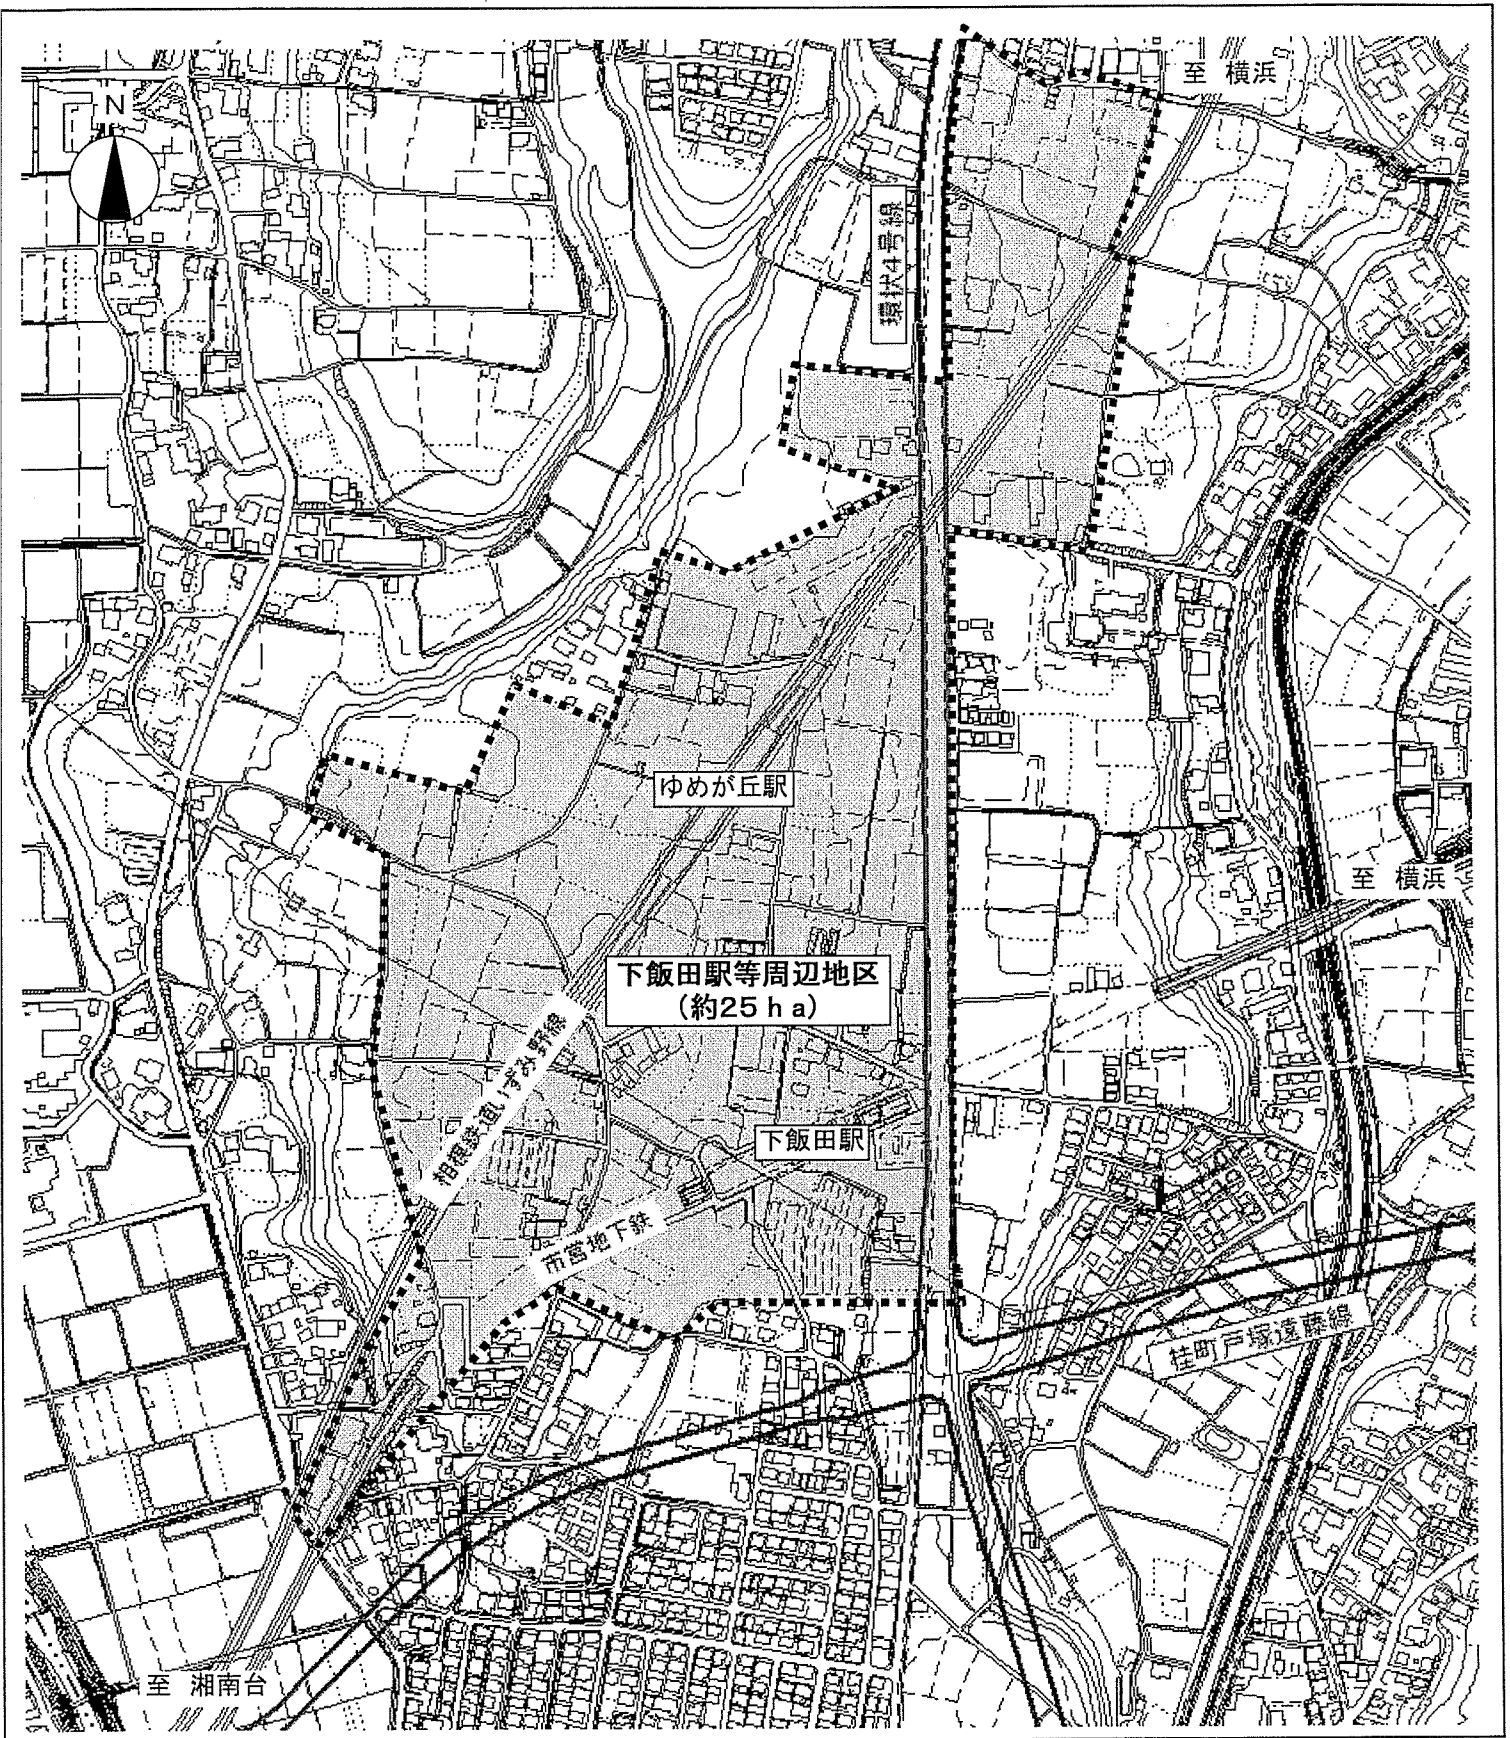 至 横浜
N
環状4号線
ゆめが丘駅
至 横浜
下飯田駅等周辺地区
(約25ha)
相模鉄道いずみ野線
下飯田駅
市営地下鉄
桂町戸塚遠藤線
至 湘南台